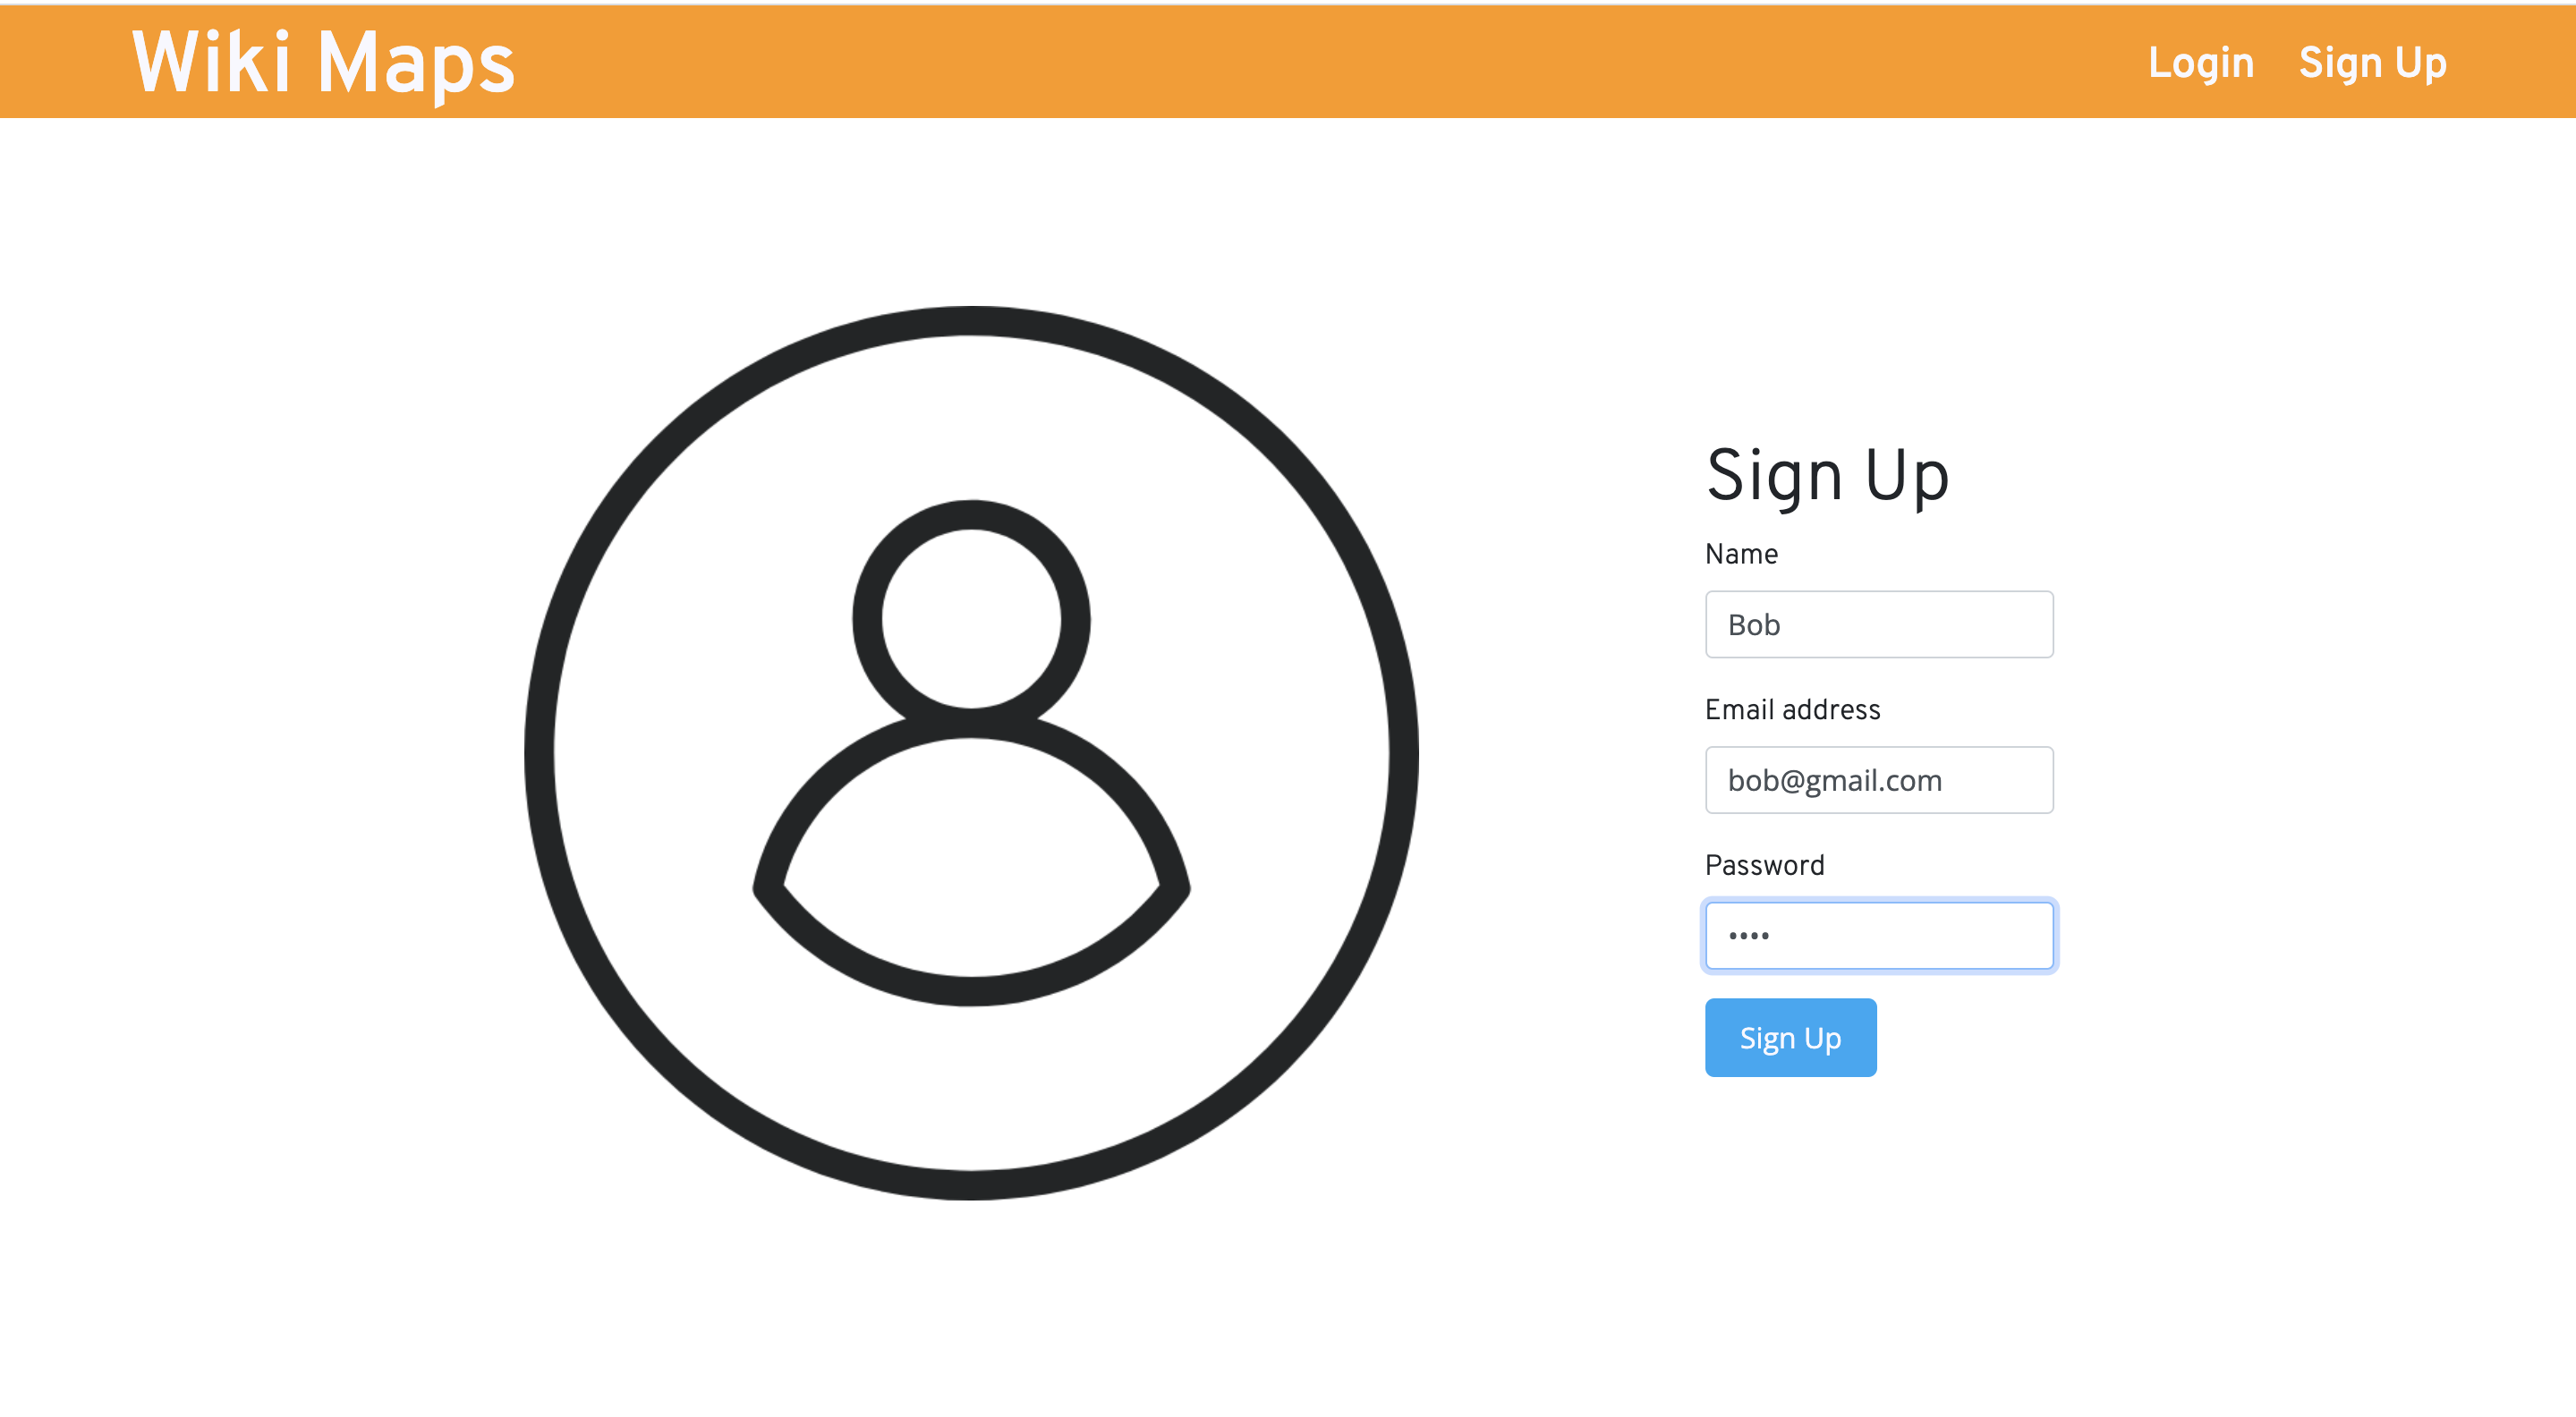 Wiki Maps
Login Sign Up
Sign Up
Name
Bob
Email address
bob@gmail.com
Password
••••
Sign Up